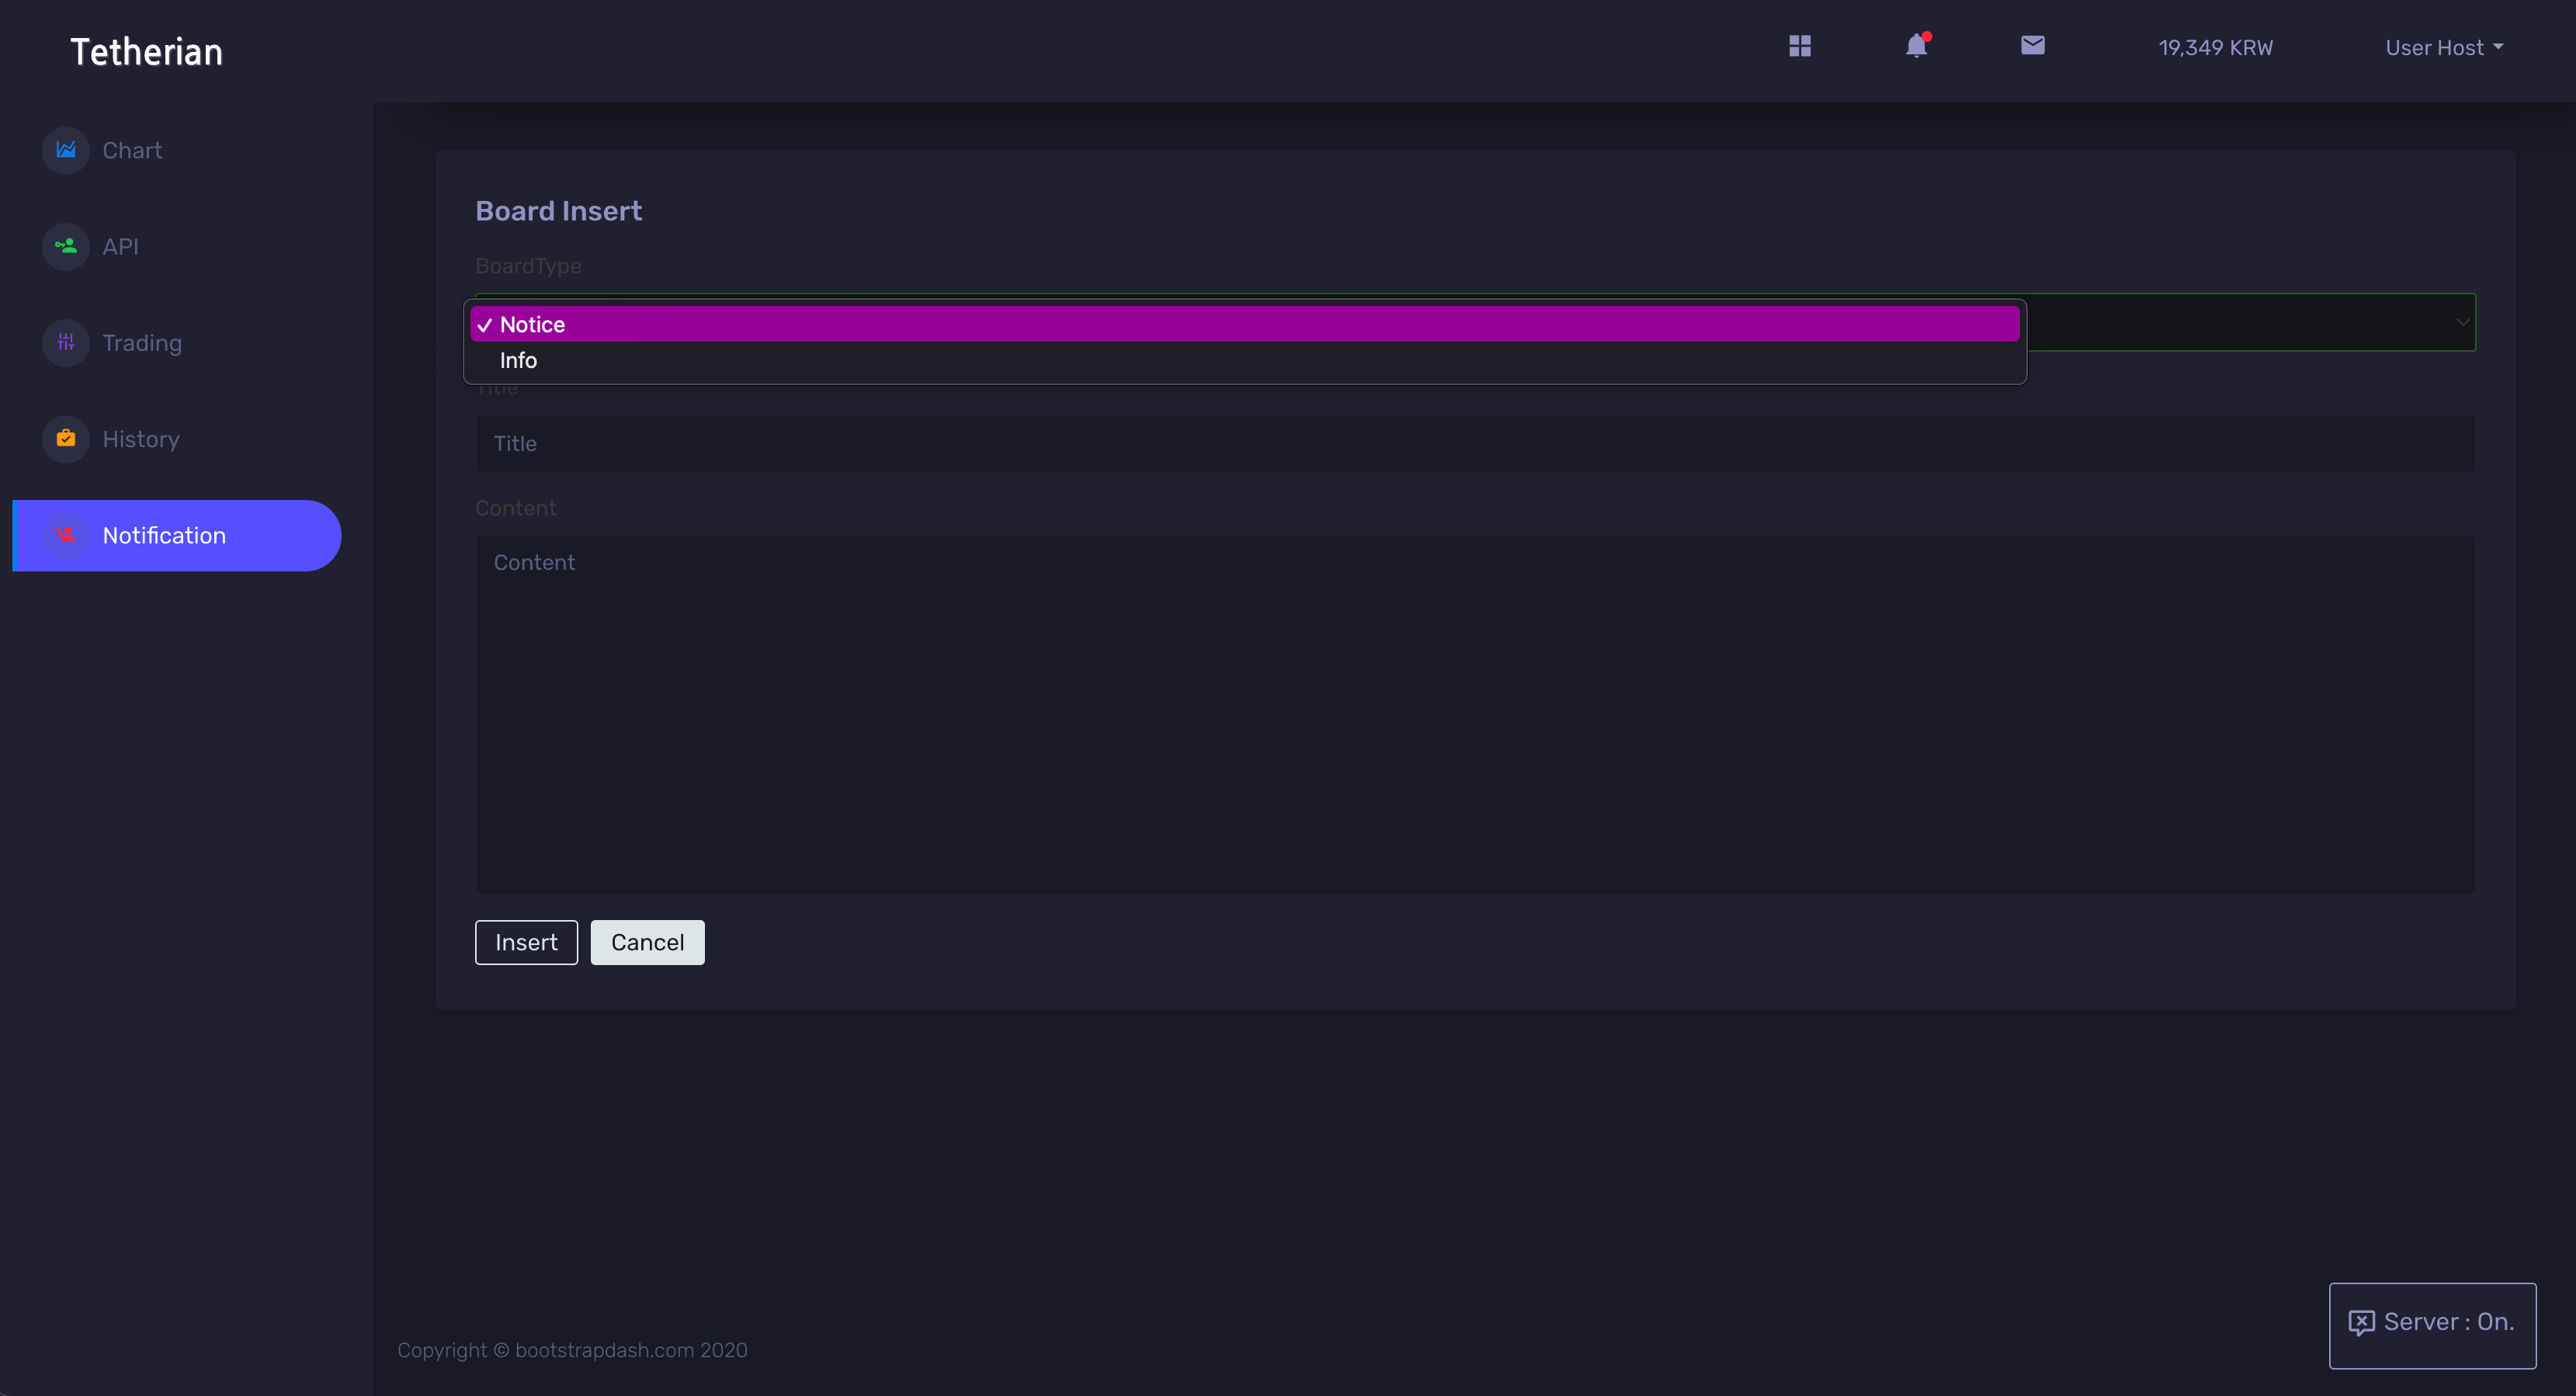 Tetherian
19,349 KRW
User Host
Chart
API
Trading
History
Notification
Board Insert
BoardType
Notice
Info
Title
Title
Content
Content
Insert
Cancel
Server : On.
Copyright © bootstrapdash.com 2020